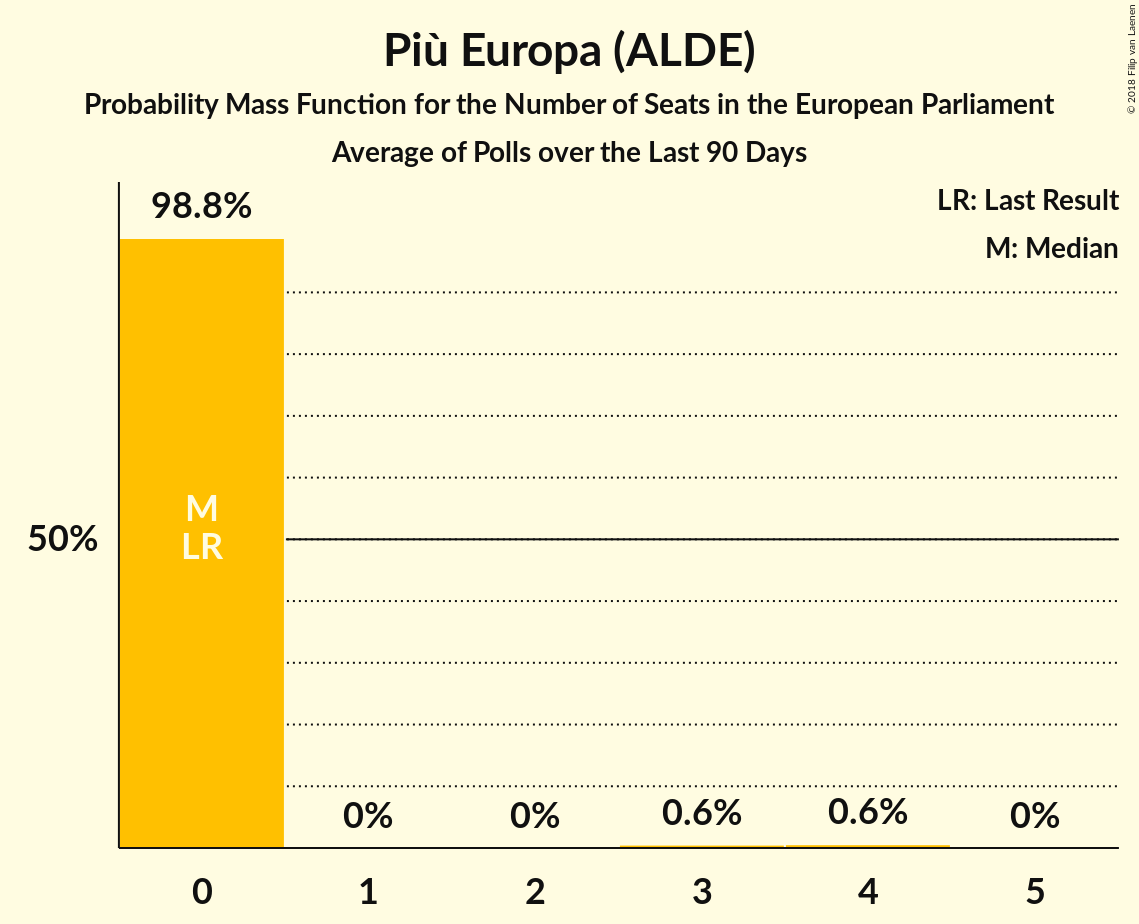 Più Europa (ALDE)
Probability Mass Function for the Number of Seats in the European Parliament
Average of Polls over the Last 90 Days
© 2018 Filip van Laenen
LR: Last Result
M: Median
98.8%
M
LR
50%
0%
0%
0.6%
0.6%
0%
0
1
2
3
4
5